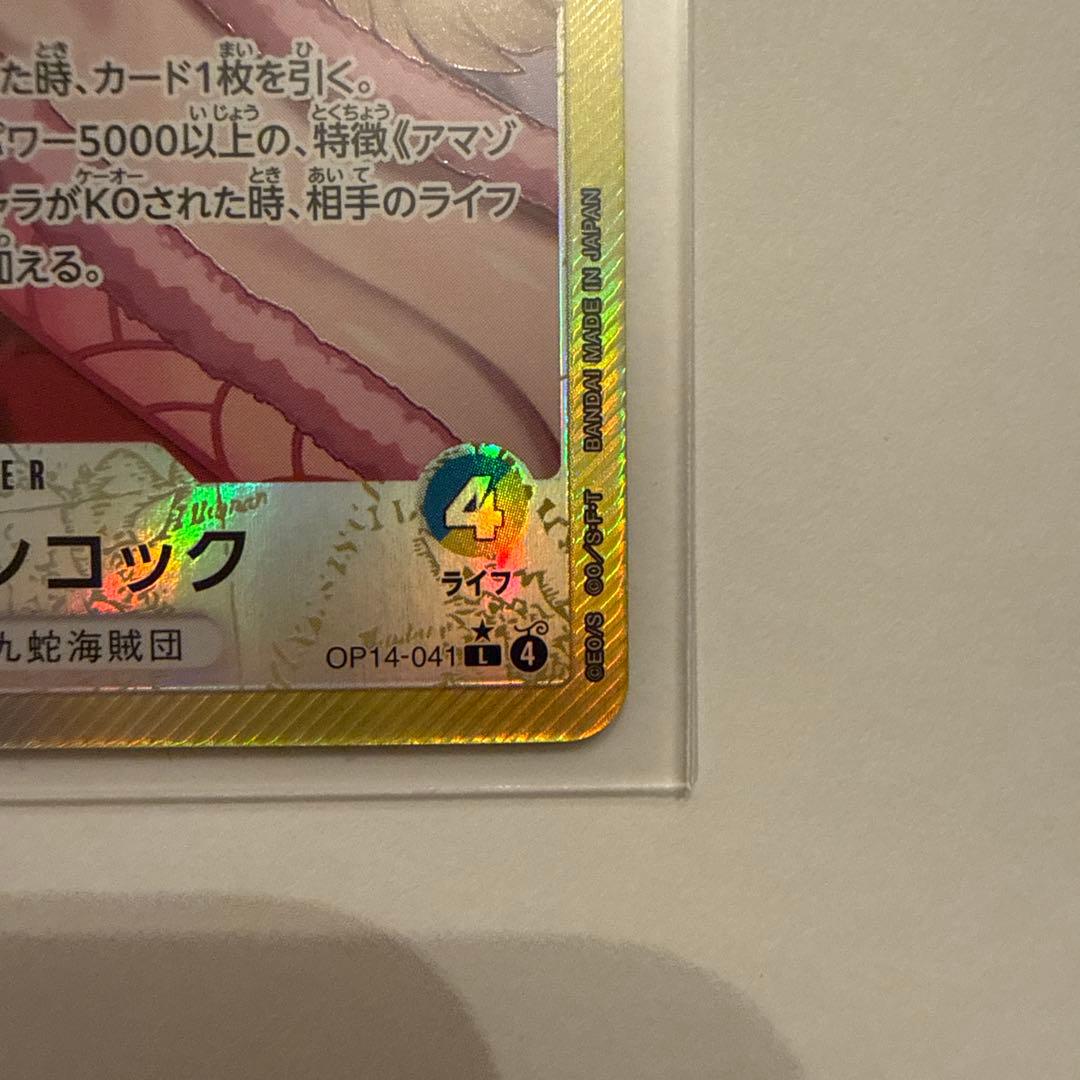 た時、カード1枚を引く。
パワー5000以上の、特徴《アマゾ
ャラがKOされた時、相手のライフ
加える。
ER
4
ンコック
ライフ
九蛇海賊団
OP14-041 L 4
BANDAI MADE IN JAPAN
©EO/S ©O/S・F・T